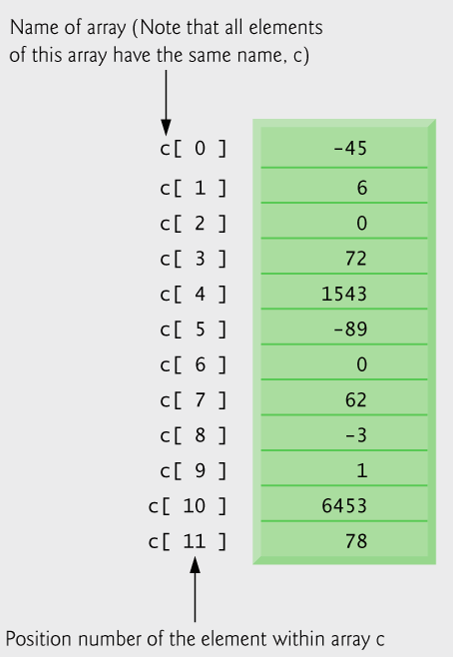 Name of array (Note that all elements
of this array have the same name, c)
c[ 0 ] -45
c[ 1 ] 6
c[ 2 ] 0
c[ 3 ] 72
c[ 4 ] 1543
c[ 5 ] -89
c[ 6 ] 0
c[ 7 ] 62
c[ 8 ] -3
c[ 9 ] 1
c[ 10 ] 6453
c[ 11 ] 78
Position number of the element within array c